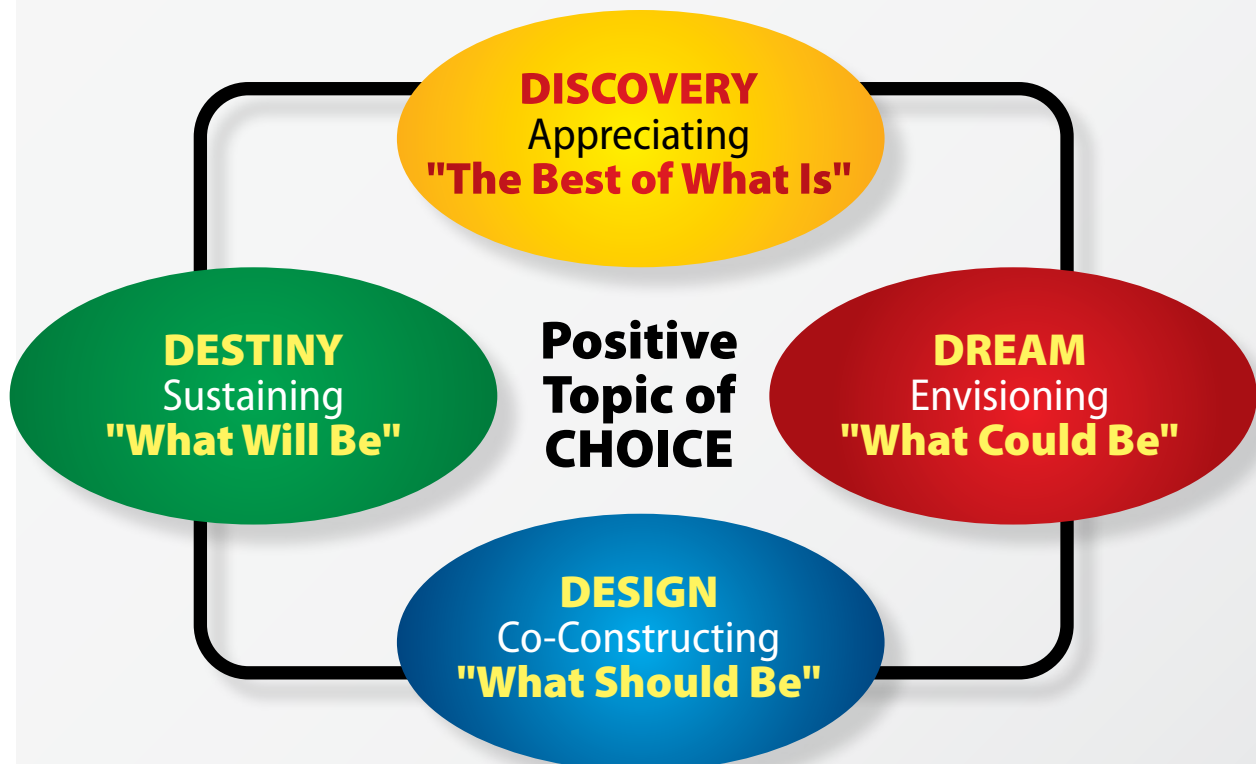 DISCOVERY
Appreciating
"The Best of What Is"
DESTINY
Sustaining
"What Will Be"
Positive
Topic of
CHOICE
DREAM
Envisioning
"What Could Be"
DESIGN
Co-Constructing
"What Should Be"